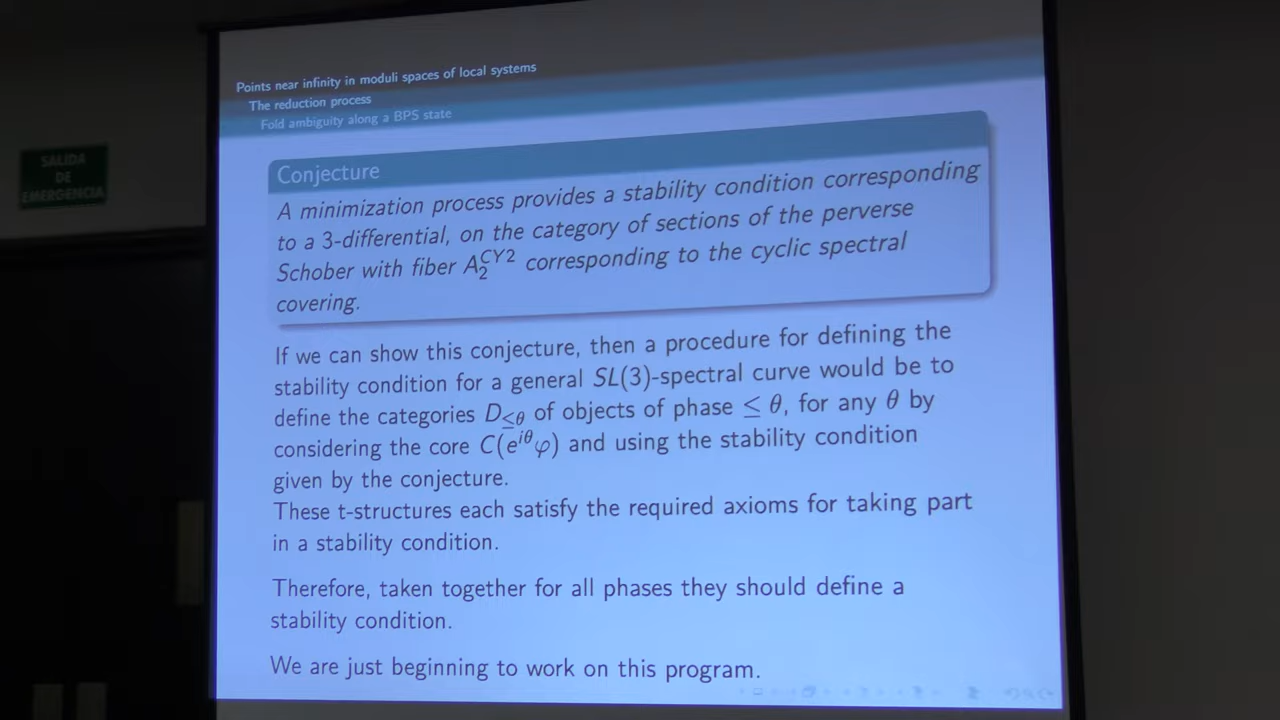 Points near infinity in moduli spaces of local systems
The reduction process
Fold ambiguity along a BPS state
SALIDA
DE
EMERGENCIA
Conjecture
A minimization process provides a stability condition corresponding
to a 3-differential, on the category of sections of the perverse
Schober with fiber A₂^{CY2} corresponding to the cyclic spectral
covering.
If we can show this conjecture, then a procedure for defining the
stability condition for a general SL(3)-spectral curve would be to
define the categories D_{≤θ} of objects of phase ≤ θ, for any θ by
considering the core C(e^{iθ}φ) and using the stability condition
given by the conjecture.
These t-structures each satisfy the required axioms for taking part
in a stability condition.
Therefore, taken together for all phases they should define a
stability condition.
We are just beginning to work on this program.